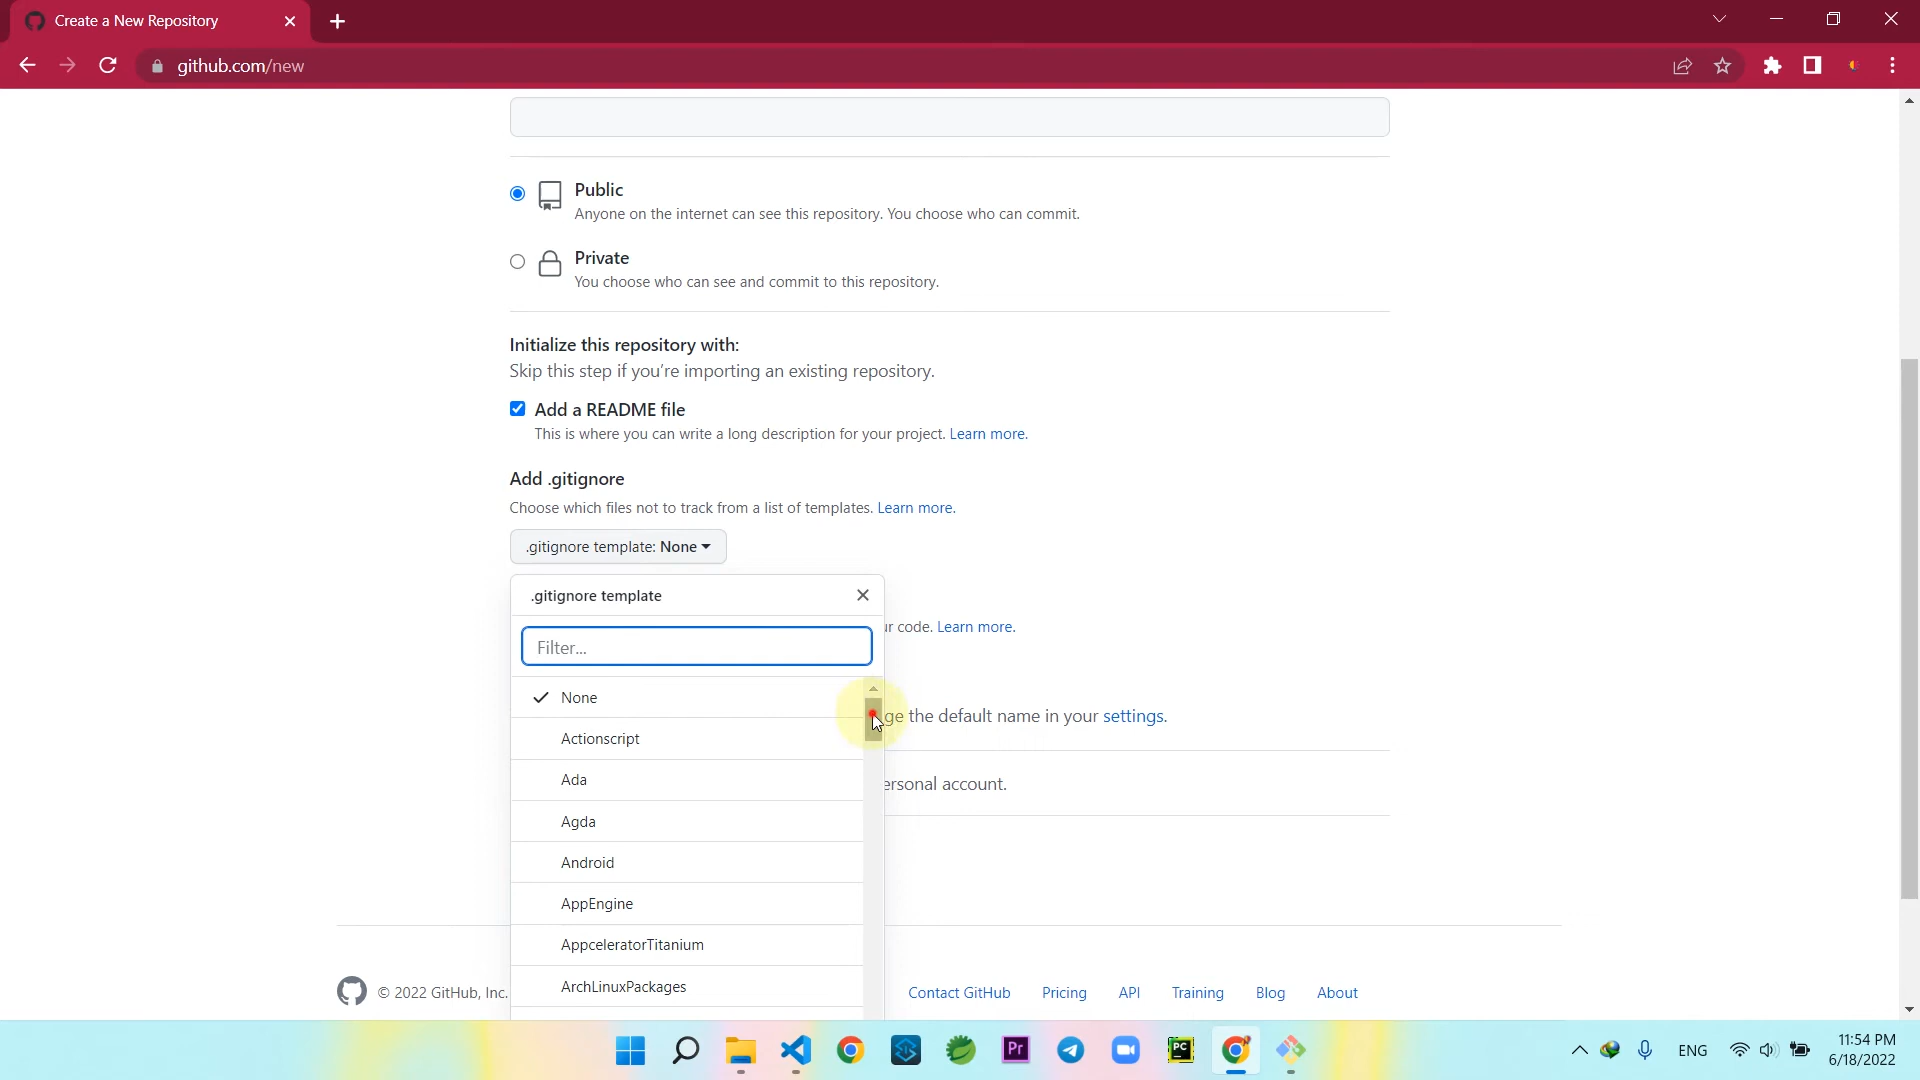 Create a New Repository
github.com/new
Public
Anyone on the internet can see this repository. You choose who can commit.
Private
You choose who can see and commit to this repository.
Initialize this repository with:
Skip this step if you're importing an existing repository.
Add a README file
This is where you can write a long description for your project. Learn more.
Add .gitignore
Choose which files not to track from a list of templates. Learn more.
.gitignore template: None
.gitignore template
ur code. Learn more.
Filter...
None
ge the default name in your settings.
Actionscript
Ada
ersonal account.
Agda
Android
AppEngine
AppceleratorTitanium
ArchLinuxPackages
© 2022 GitHub, Inc.
Contact GitHub
Pricing
API
Training
Blog
About
Pr
PC
ENG
11:54 PM
6/18/2022